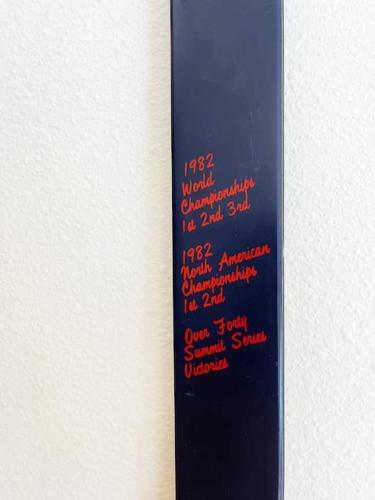 1982
World
Championships
1st 2nd 3rd
1982
North American
Championships
1st 2nd
Over Forty
Summit Series
Victories